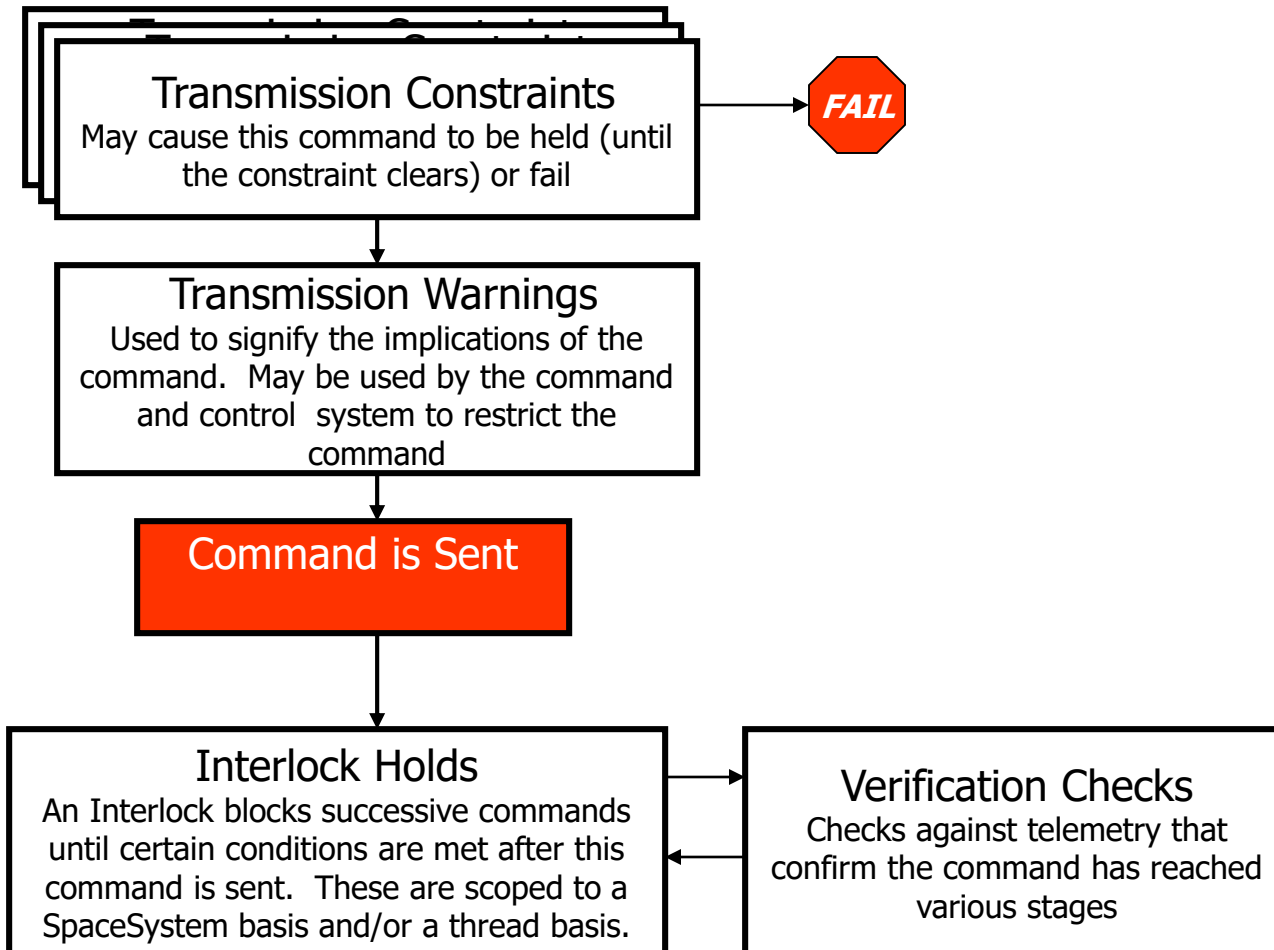 Transmission Constraints
May cause this command to be held (until
the constraint clears) or fail
FAIL
Transmission Warnings
Used to signify the implications of the
command.  May be used by the command
and control  system to restrict the
command
Command is Sent
Interlock Holds
An Interlock blocks successive commands
until certain conditions are met after this
command is sent.  These are scoped to a
SpaceSystem basis and/or a thread basis.
Verification Checks
Checks against telemetry that
confirm the command has reached
various stages